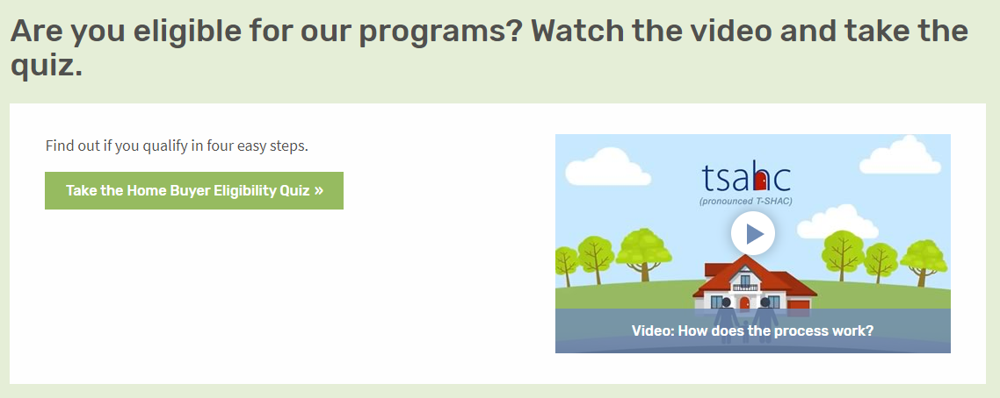 Are you eligible for our programs? Watch the video and take the
quiz.
Find out if you qualify in four easy steps.
Take the Home Buyer Eligibility Quiz »
tsahc
(pronounced T-SHAC)
Video: How does the process work?